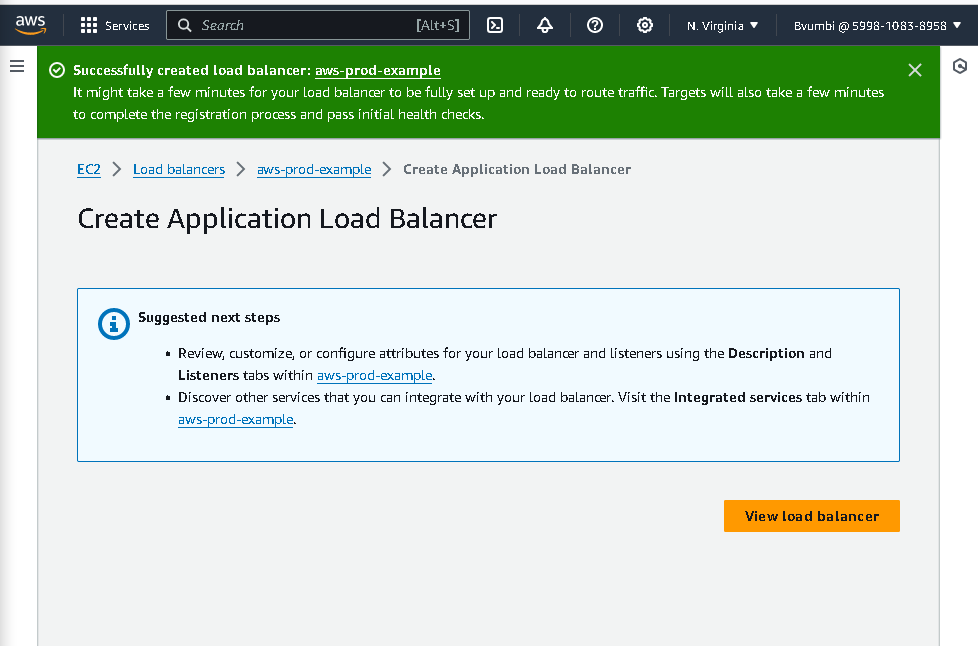 aws
Services
Search [Alt+S]
N. Virginia
Bvumbi @ 5998-1083-8958
Successfully created load balancer: aws-prod-example
It might take a few minutes for your load balancer to be fully set up and ready to route traffic. Targets will also take a few minutes
to complete the registration process and pass initial health checks.
EC2 > Load balancers > aws-prod-example > Create Application Load Balancer
Create Application Load Balancer
Suggested next steps
• Review, customize, or configure attributes for your load balancer and listeners using the Description and
Listeners tabs within aws-prod-example.
• Discover other services that you can integrate with your load balancer. Visit the Integrated services tab within
aws-prod-example.
View load balancer